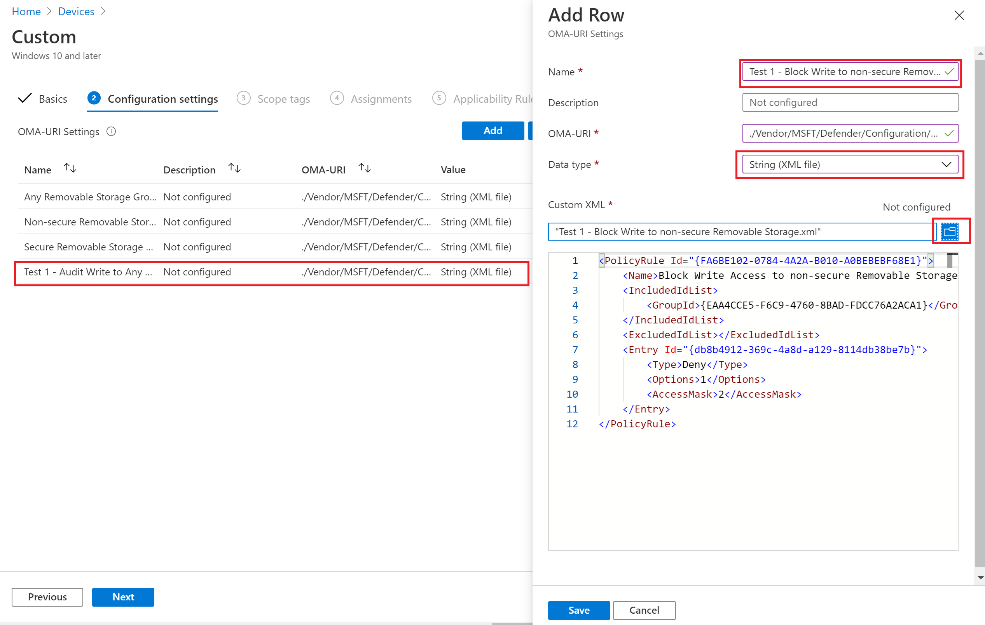 Home > Devices >
Custom
Windows 10 and later
Basics
2 Configuration settings
3 Scope tags
4 Assignments
5 Applicability Rule
OMA-URI Settings
Add
Name Description OMA-URI Value
Any Removable Storage Gro... Not configured ./Vendor/MSFT/Defender/C... String (XML file)
Non-secure Removable Stor... Not configured ./Vendor/MSFT/Defender/C... String (XML file)
Secure Removable Storage ... Not configured ./Vendor/MSFT/Defender/C... String (XML file)
Test 1 - Audit Write to Any ... Not configured ./Vendor/MSFT/Defender/C... String (XML file)
Previous
Next
Add Row
OMA-URI Settings
Name * Test 1 - Block Write to non-secure Remov...
Description Not configured
OMA-URI * ./Vendor/MSFT/Defender/Configuration/...
Data type * String (XML file)
Custom XML * Not configured
"Test 1 - Block Write to non-secure Removable Storage.xml"
1 <PolicyRule Id="{FA6BE102-0784-4A2A-B010-A0BEBEBF68E1}">
2 <Name>Block Write Access to non-secure Removable Storage
3 <IncludedIdList>
4 <GroupId>{EAA4CCE5-F6C9-4760-8BAD-FDCC76A2ACA1}</Gro
5 </IncludedIdList>
6 <ExcludedIdList></ExcludedIdList>
7 <Entry Id="{db8b4912-369c-4a8d-a129-8114db38be7b}">
8 <Type>Deny</Type>
9 <Options>1</Options>
10 <AccessMask>2</AccessMask>
11 </Entry>
12 </PolicyRule>
Save
Cancel